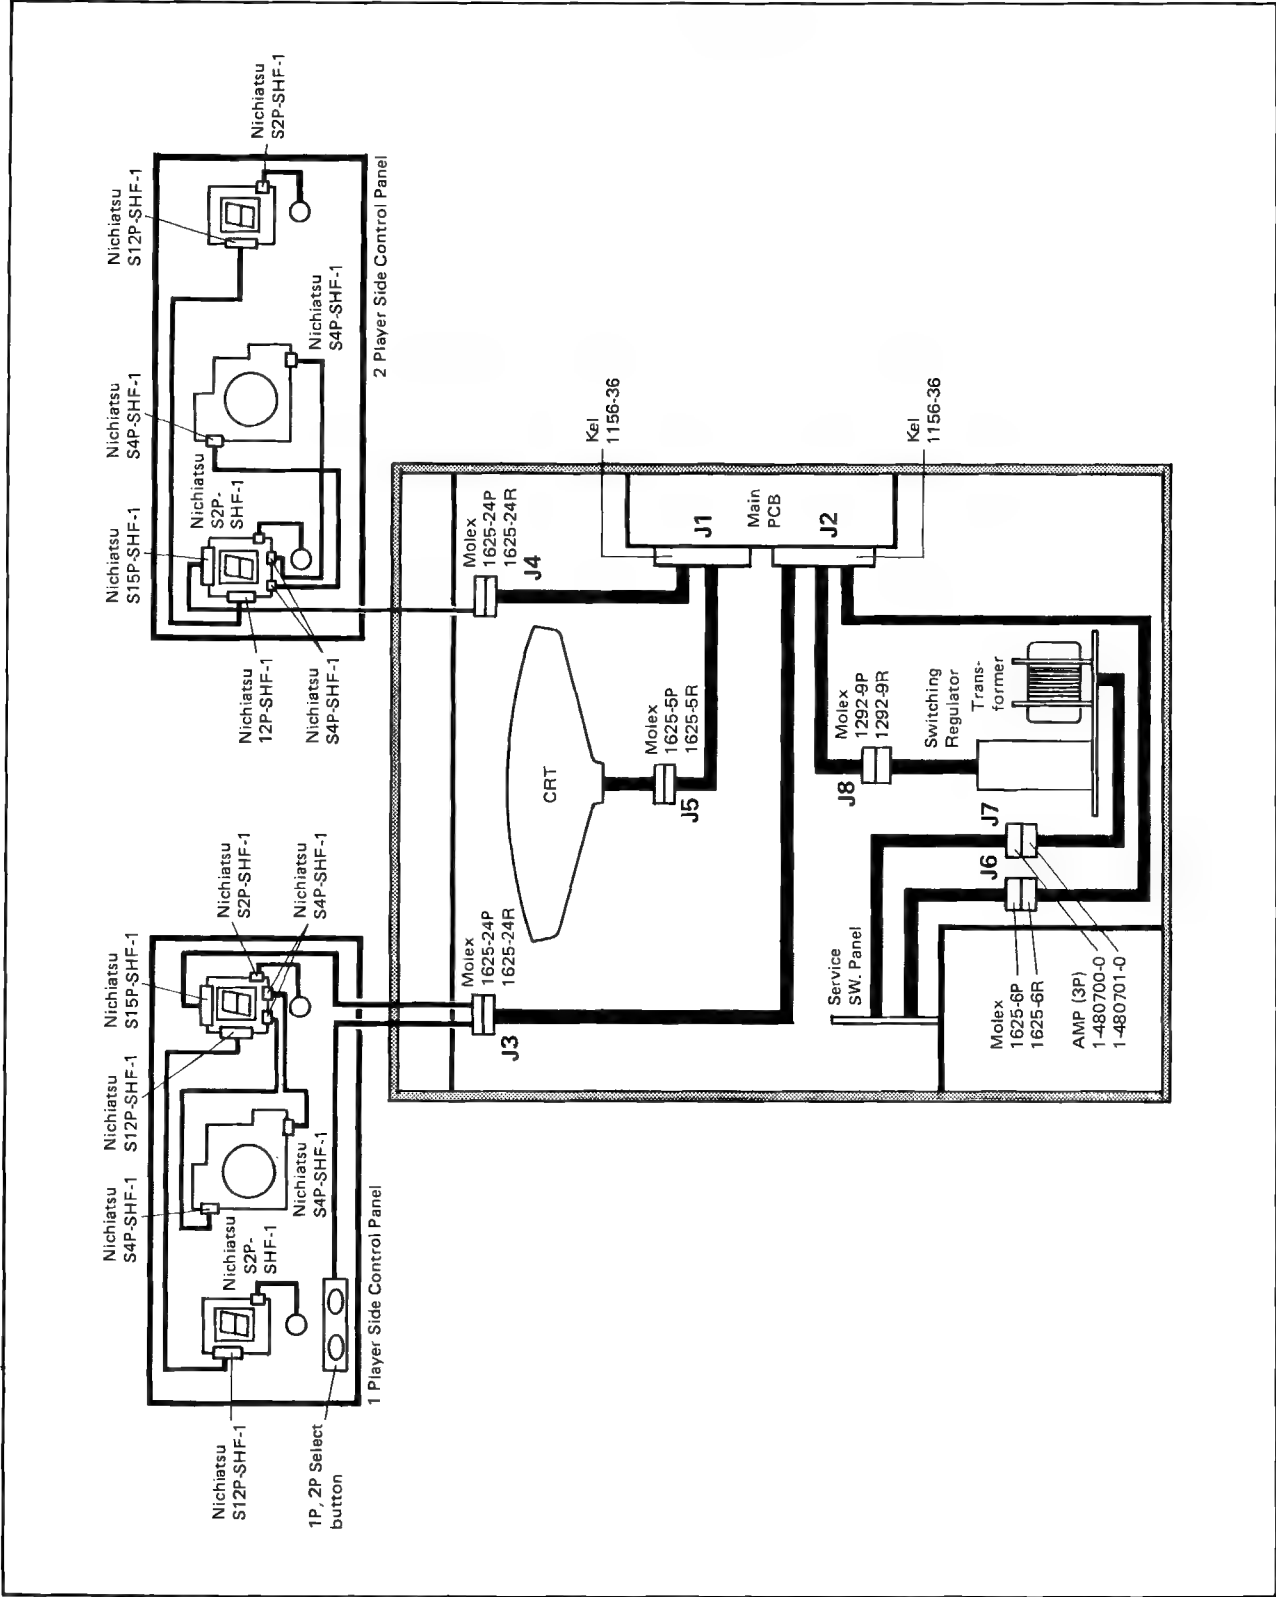 Nichiatsu
S12P-SHF-1
1P, 2P Select
button
Nichiatsu
S4P-SHF-1
Nichiatsu
S2P-
SHF-1
Nichiatsu
S4P-SHF-1
1 Player Side Control Panel
Nichiatsu
S12P-SHF-1
Nichiatsu
S15P-SHF-1
Nichiatsu
S2P-SHF-1
Nichiatsu
S4P-SHF-1
Nichiatsu
12P-SHF-1
Nichiatsu
S4P-SHF-1
Nichiatsu
S15P-SHF-1
Nichiatsu
S2P-
SHF-1
Nichiatsu
S4P-SHF-1
Nichiatsu
S4P-SHF-1
Nichiatsu
S12P-SHF-1
Nichiatsu
S2P-SHF-1
2 Player Side Control Panel
Molex
1625-24P
1625-24R
J3
CRT
Molex
1625-5P
1625-5R
J5
Molex
1625-24P
1625-24R
J4
Kel
1156-36
J1
Main
PCB
J2
Kel
1156-36
Service
SW. Panel
Molex
1292-9P
1292-9R
J8
Switching
Regulator
Trans-
former
J6
J7
Molex
1625-6P
1625-6R
AMP (3P)
1-480700-0
1-480701-0